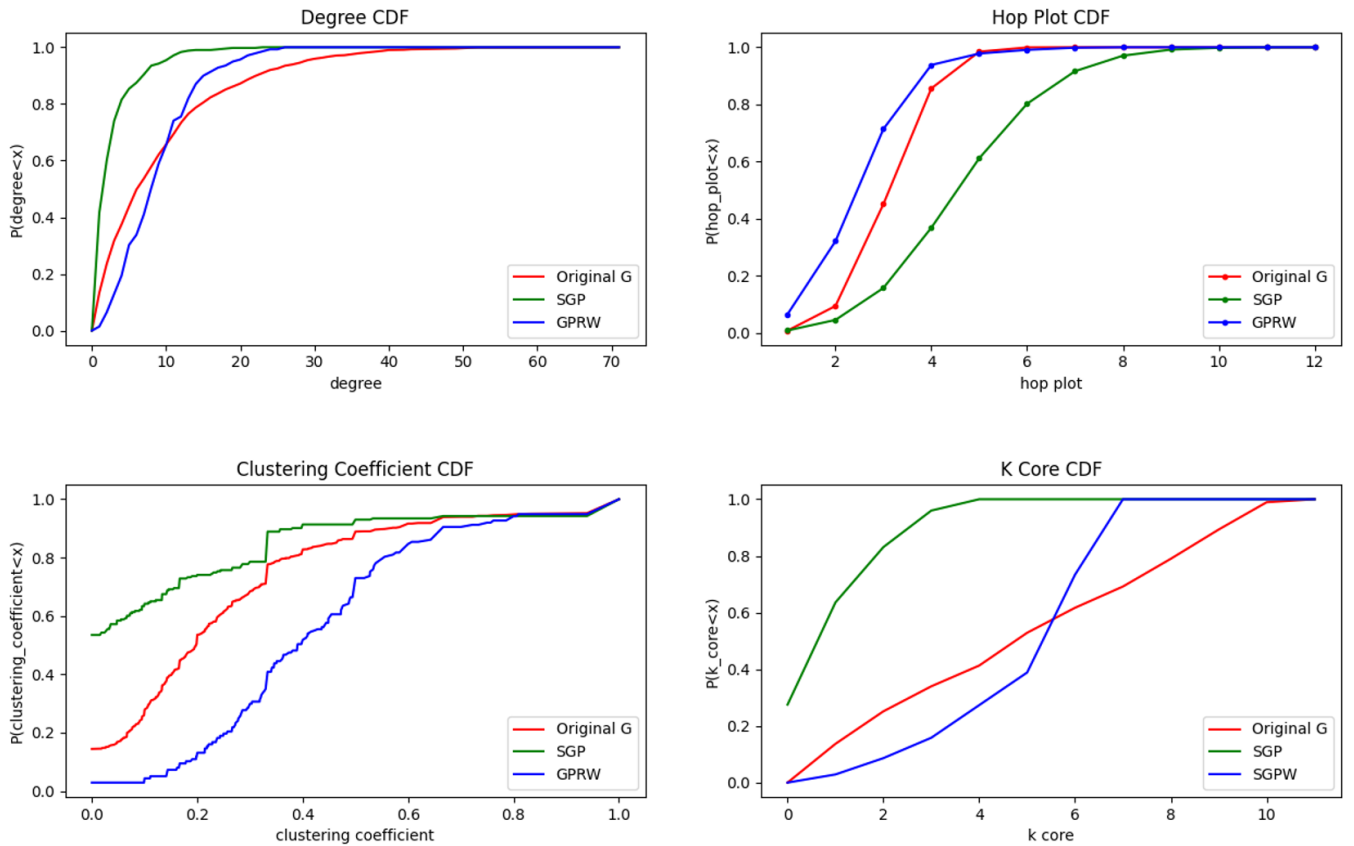 Degree CDF
1.0
0.8
0.6
0.4
0.2
0.0
P(degree<x)
Original G
SGP
GPRW
0 10 20 30 40 50 60 70
degree
Hop Plot CDF
1.0
0.8
0.6
0.4
0.2
0.0
P(hop_plot<x)
Original G
SGP
GPRW
2 4 6 8 10 12
hop plot
Clustering Coefficient CDF
1.0
0.8
0.6
0.4
0.2
0.0
P(clustering_coefficient<x)
Original G
SGP
GPRW
0.0 0.2 0.4 0.6 0.8 1.0
clustering coefficient
K Core CDF
1.0
0.8
0.6
0.4
0.2
0.0
P(k_core<x)
Original G
SGP
SGPW
0 2 4 6 8 10
k core